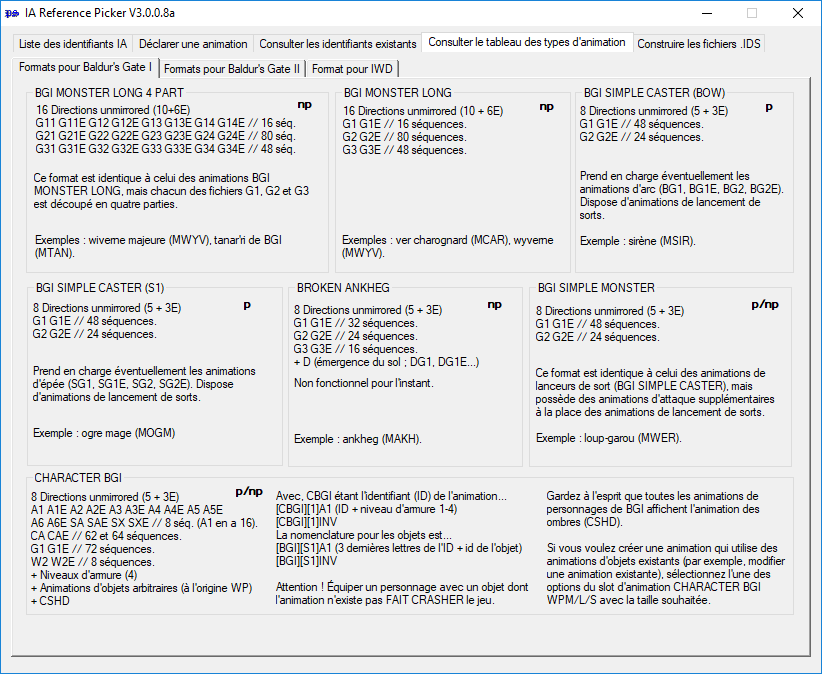 IA Reference Picker V3.0.0.8a
Liste des identifiants IA
Déclarer une animation
Consulter les identifiants existants
Consulter le tableau des types d'animation
Construire les fichiers .IDS
Formats pour Baldur's Gate I
Formats pour Baldur's Gate II
Format pour IWD
BGI MONSTER LONG 4 PART
np
16 Directions unmirrored (10+6E)
G11 G11E G12 G12E G13 G13E G14 G14E // 16 séq.
G21 G21E G22 G22E G23 G23E G24 G24E // 80 séq.
G31 G31E G32 G32E G33 G33E G34 G34E // 48 séq.
Ce format est identique à celui des animations BGI
MONSTER LONG, mais chacun des fichiers G1, G2 et G3
est découpé en quatre parties.
Exemples : wiverne majeure (MWYV), tanar'ri de BGI
(MTAN).
BGI MONSTER LONG
np
16 Directions unmirrored (10 + 6E)
G1 G1E // 16 séquences.
G2 G2E // 80 séquences.
G3 G3E // 48 séquences.
Exemples : ver charognard (MCAR), wyverne
(MWYV).
BGI SIMPLE CASTER (BOW)
p
8 Directions unmirrored (5 + 3E)
G1 G1E // 48 séquences.
G2 G2E // 24 séquences.
Prend en charge éventuellement les
animations d'arc (BG1, BG1E, BG2, BG2E).
Dispose d'animations de lancement de
sorts.
Exemple : sirène (MSIR).
BGI SIMPLE CASTER (S1)
p
8 Directions unmirrored (5 + 3E)
G1 G1E // 48 séquences.
G2 G2E // 24 séquences.
Prend en charge éventuellement les animations
d'épée (SG1, SG1E, SG2, SG2E). Dispose
d'animations de lancement de sorts.
Exemple : ogre mage (MOGM)
BROKEN ANKHEG
np
8 Directions unmirrored (5 + 3E)
G1 G1E // 32 séquences.
G2 G2E // 24 séquences.
G3 G3E // 16 séquences.
+ D (émergence du sol ; DG1, DG1E...)
Non fonctionnel pour l'instant.
Exemple : ankheg (MAKH).
BGI SIMPLE MONSTER
p/np
8 Directions unmirrored (5 + 3E)
G1 G1E // 48 séquences.
G2 G2E // 24 séquences.
Ce format est identique à celui des animations de
lanceurs de sort (BGI SIMPLE CASTER), mais
possède des animations d'attaque supplémentaires
à la place des animations de lancement de sorts.
Exemple : loup-garou (MWER).
CHARACTER BGI
p/np
8 Directions unmirrored (5 + 3E)
A1 A1E A2 A2E A3 A3E A4 A4E A5 A5E
A6 A6E SA SAE SX SXE // 8 séq. (A1 en a 16).
CA CAE // 62 et 64 séquences.
G1 G1E // 72 séquences.
W2 W2E // 8 séquences.
+ Niveaux d'armure (4)
+ Animations d'objets arbitraires (à l'origine WP)
+ CSHD
Avec, CBGI étant l'identifiant (ID) de l'animation...
[CBGI][1]A1 (ID + niveau d'armure 1-4)
[CBGI][1]INV
La nomenclature pour les objets est...
[BGI][S1]A1 (3 dernières lettres de l'ID + id de l'objet)
[BGI][S1]INV
Attention ! Équiper un personnage avec un objet dont
l'animation n'existe pas FAIT CRASHER le jeu.
Gardez à l'esprit que toutes les animations de
personnages de BGI affichent l'animation des
ombres (CSHD).
Si vous voulez créer une animation qui utilise des
animations d'objets existants (par exemple, modifier
une animation existante), sélectionnez l'une des
options du slot d'animation CHARACTER BGI
WPM/L/S avec la taille souhaitée.